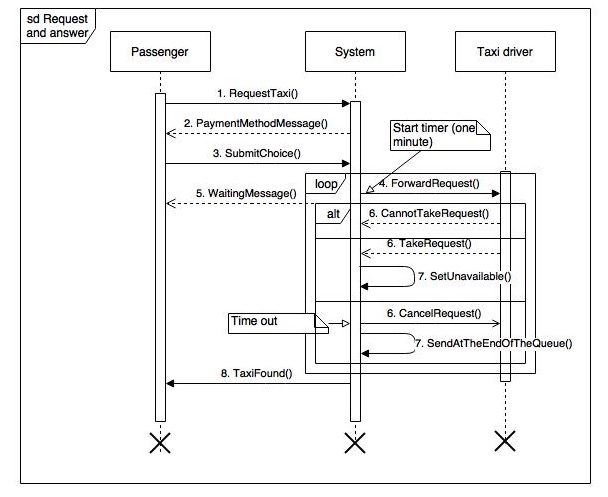 sd Request
and answer
Passenger
System
Taxi driver
1. RequestTaxi()
2. PaymentMethodMessage()
Start timer (one
minute)
3. SubmitChoice()
loop
4. ForwardRequest()
5. WaitingMessage()
alt
6. CannotTakeRequest()
6. TakeRequest()
7. SetUnavailable()
Time out
6. CancelRequest()
7. SendAtTheEndOfTheQueue()
8. TaxiFound()